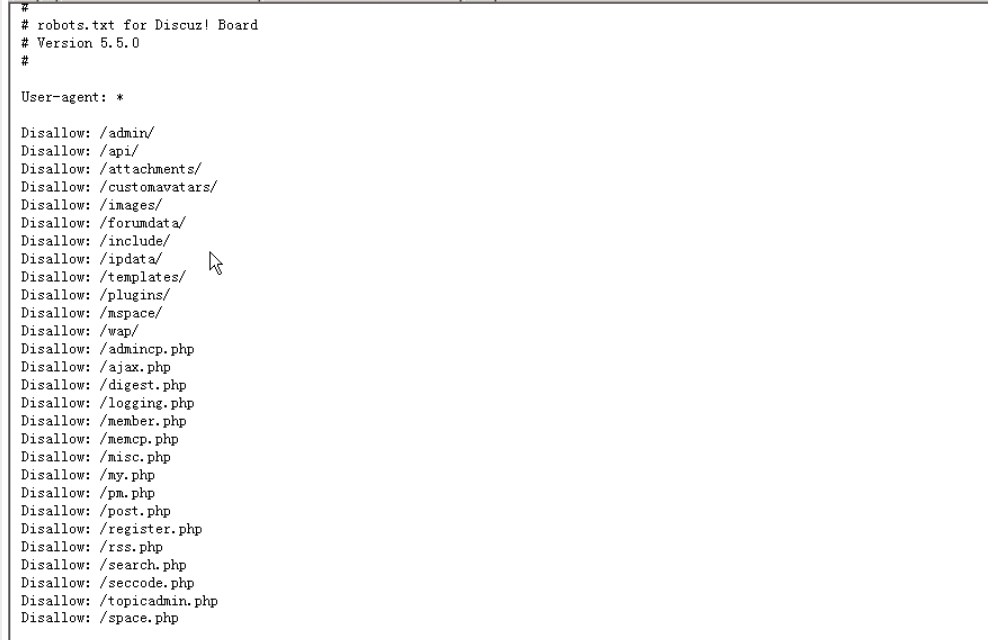 #
# robots.txt for Discuz! Board
# Version 5.5.0
#
User-agent: *
Disallow: /admin/
Disallow: /api/
Disallow: /attachments/
Disallow: /customavatars/
Disallow: /images/
Disallow: /forumdata/
Disallow: /include/
Disallow: /ipdata/
Disallow: /templates/
Disallow: /plugins/
Disallow: /mspace/
Disallow: /wap/
Disallow: /admincp.php
Disallow: /ajax.php
Disallow: /digest.php
Disallow: /logging.php
Disallow: /member.php
Disallow: /memcp.php
Disallow: /misc.php
Disallow: /my.php
Disallow: /pm.php
Disallow: /post.php
Disallow: /register.php
Disallow: /rss.php
Disallow: /search.php
Disallow: /seccode.php
Disallow: /topicadmin.php
Disallow: /space.php